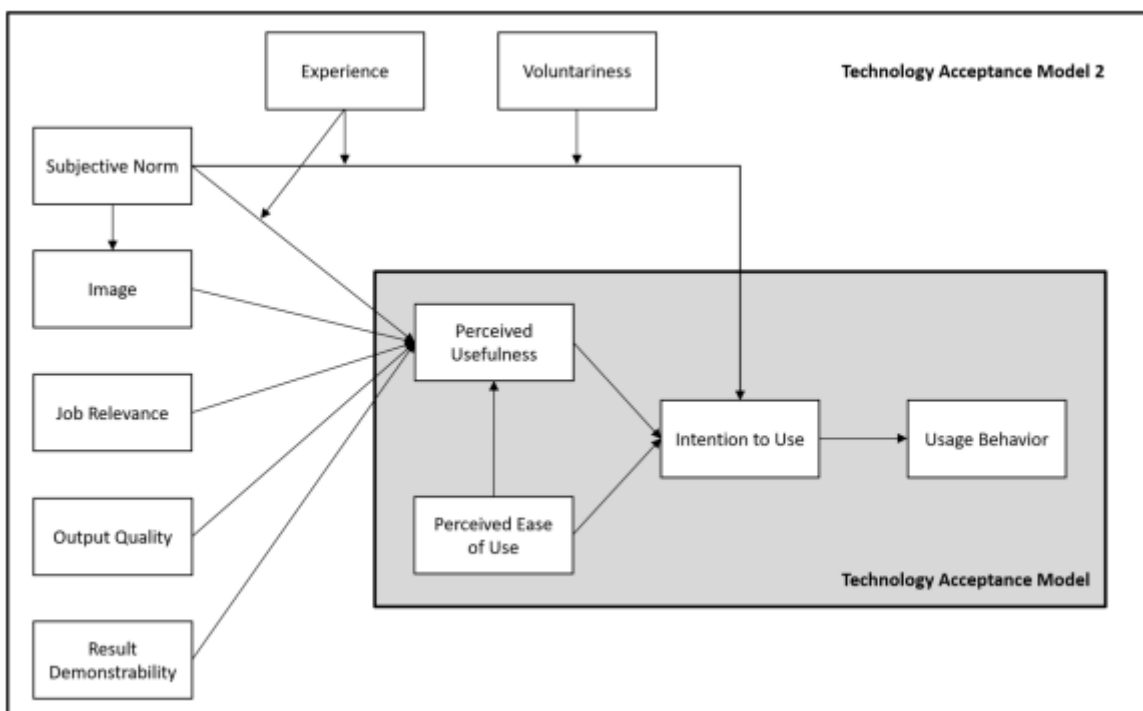 Experience
Voluntariness
Technology Acceptance Model 2
Subjective Norm
Image
Perceived
Usefulness
Job Relevance
Intention to Use
Usage Behavior
Output Quality
Perceived Ease
of Use
Technology Acceptance Model
Result
Demonstrability